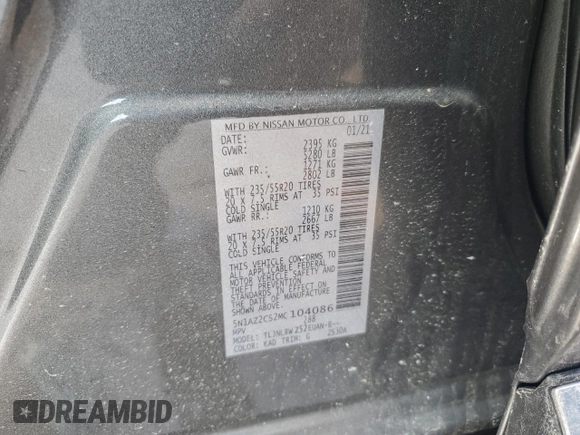 MFD BY NISSAN MOTOR CO., LTD.
DATE: 01/21
GVWR: 2395 KG
5280 LB
GAWR FR.: 1271 KG
2802 LB
WITH 235/55R20 TIRES
20 X 7.5 RIMS AT 35 PSI
COLD SINGLE
GAWR RR.: 1210 KG
2667 LB
WITH 235/55R20 TIRES
20 X 7.5 RIMS AT 35 PSI
COLD SINGLE
THIS VEHICLE CONFORMS TO
ALL APPLICABLE FEDERAL
MOTOR VEHICLE SAFETY AND
THEFT PREVENTION
STANDARDS IN EFFECT ON
THE DATE OF MANUFACTURE
SHOWN ABOVE.
5N1AZ2CS2MC104086
MPV
MODEL:
COLOR: KAD TRIM: G
DREAMBID